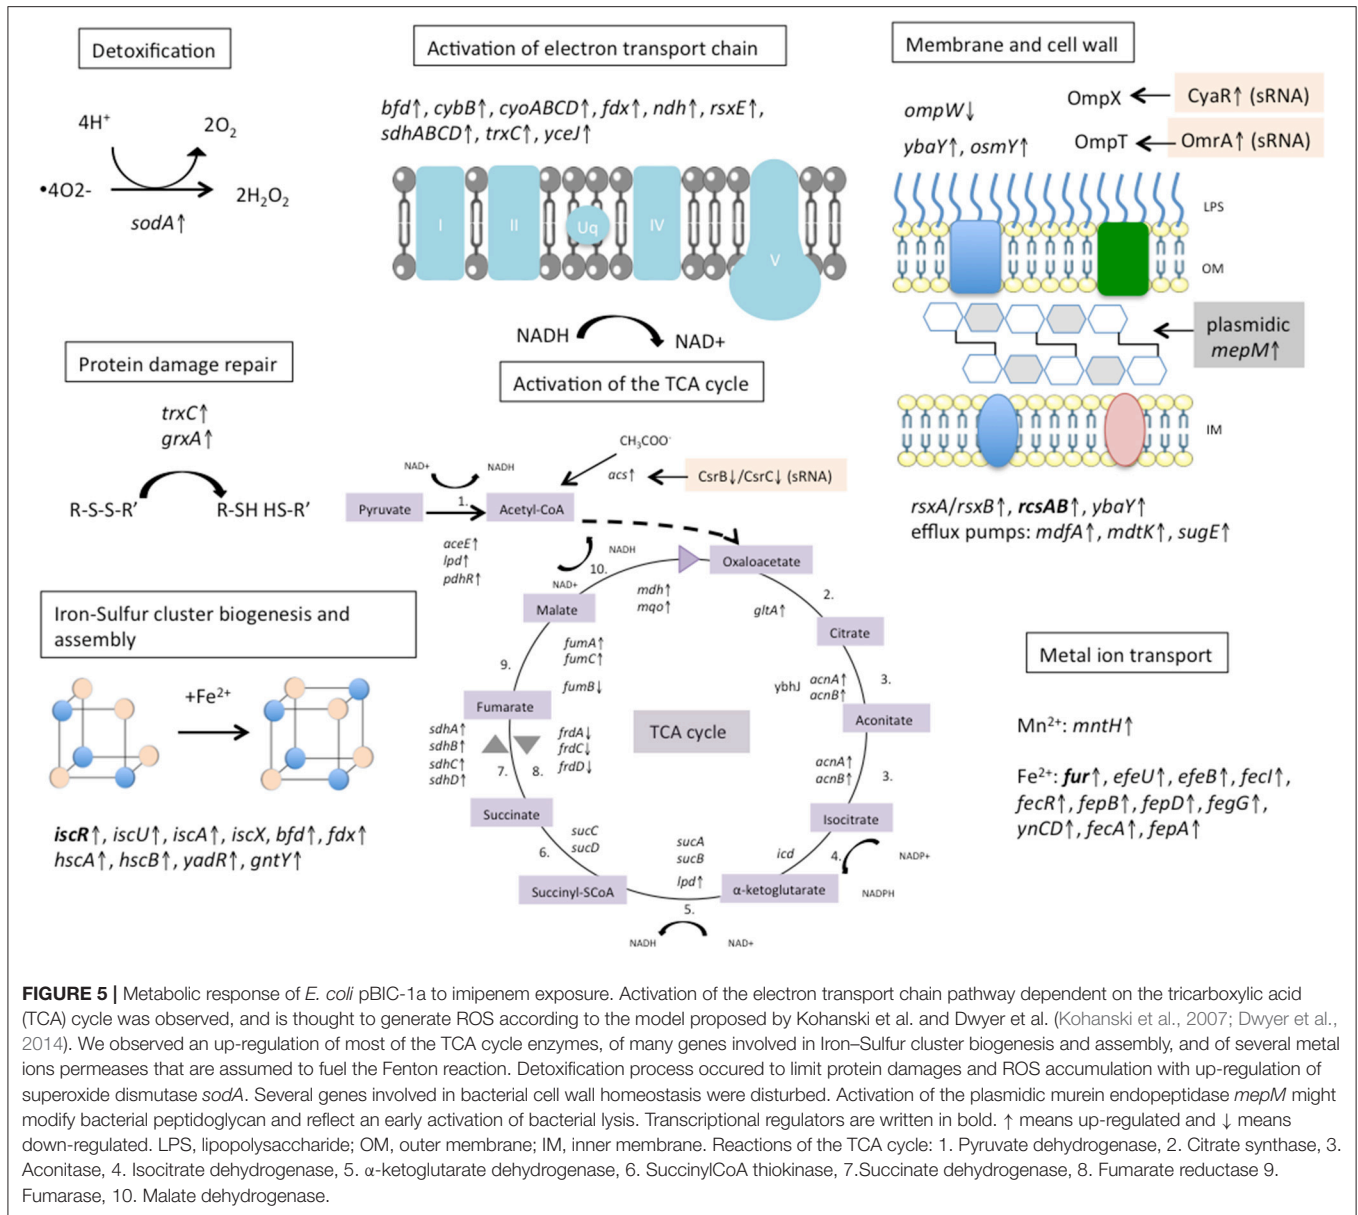 Detoxification
4H⁺
2O₂
•4O2-
2H₂O₂
sodA↑
Activation of electron transport chain
bfd↑, cybB↑, cyoABCD↑, fdx↑, ndh↑, rsxE↑,
sdhABCD↑, trxC↑, yceJ↑
I
II
Uq
IV
V
NADH
NAD+
Membrane and cell wall
ompW↓
ybaY↑, osmY↑
OmpX
CyaR↑ (sRNA)
OmpT
OmrA↑ (sRNA)
LPS
OM
plasmidic
mepM↑
IM
rsxA/rsxB↑, rcsAB↑, ybaY↑
efflux pumps: mdfA↑, mdtK↑, sugE↑
Protein damage repair
trxC↑
grxA↑
R-S-S-R’
R-SH HS-R’
Activation of the TCA cycle
CH₃COO⁻
acs↑
CsrB↓/CsrC↓ (sRNA)
NAD+
NADH
Pyruvate
1.
Acetyl-CoA
aceE↑
lpd↑
pdhR↑
NADH
10.
NAD+
mdh↑
mqo↑
Oxaloacetate
2.
gltA↑
Malate
Citrate
9.
fumA↑
fumC↑
fumB↓
ybhJ
acnA↑
acnB↑
3.
Fumarate
Aconitate
TCA cycle
sdhA↑
sdhB↑
sdhC↑
sdhD↑
7.
8.
frdA↓
frdC↓
frdD↓
acnA↑
acnB↑
3.
Succinate
Isocitrate
6.
sucC
sucD
sucA
sucB
lpd↑
icd
4.
NADP+
NADPH
Succinyl-SCoA
α-ketoglutarate
5.
NADH
NAD+
Iron-Sulfur cluster biogenesis and
assembly
+Fe²⁺
iscR↑, iscU↑, iscA↑, iscX, bfd↑, fdx↑
hscA↑, hscB↑, yadR↑, gntY↑
Metal ion transport
Mn²⁺: mntH↑
Fe²⁺: fur↑, efeU↑, efeB↑, fecI↑,
fecR↑, fepB↑, fepD↑, fegG↑,
ynCD↑, fecA↑, fepA↑
FIGURE 5 | Metabolic response of E. coli pBIC-1a to imipenem exposure. Activation of the electron transport chain pathway dependent on the tricarboxylic acid
(TCA) cycle was observed, and is thought to generate ROS according to the model proposed by Kohanski et al. and Dwyer et al. (Kohanski et al., 2007; Dwyer et al.,
2014). We observed an up-regulation of most of the TCA cycle enzymes, of many genes involved in Iron–Sulfur cluster biogenesis and assembly, and of several metal
ions permeases that are assumed to fuel the Fenton reaction. Detoxification process occured to limit protein damages and ROS accumulation with up-regulation of
superoxide dismutase sodA. Several genes involved in bacterial cell wall homeostasis were disturbed. Activation of the plasmidic murein endopeptidase mepM might
modify bacterial peptidoglycan and reflect an early activation of bacterial lysis. Transcriptional regulators are written in bold. ↑ means up-regulated and ↓ means
down-regulated. LPS, lipopolysaccharide; OM, outer membrane; IM, inner membrane. Reactions of the TCA cycle: 1. Pyruvate dehydrogenase, 2. Citrate synthase, 3.
Aconitase, 4. Isocitrate dehydrogenase, 5. α-ketoglutarate dehydrogenase, 6. SuccinylCoA thiokinase, 7.Succinate dehydrogenase, 8. Fumarate reductase 9.
Fumarase, 10. Malate dehydrogenase.